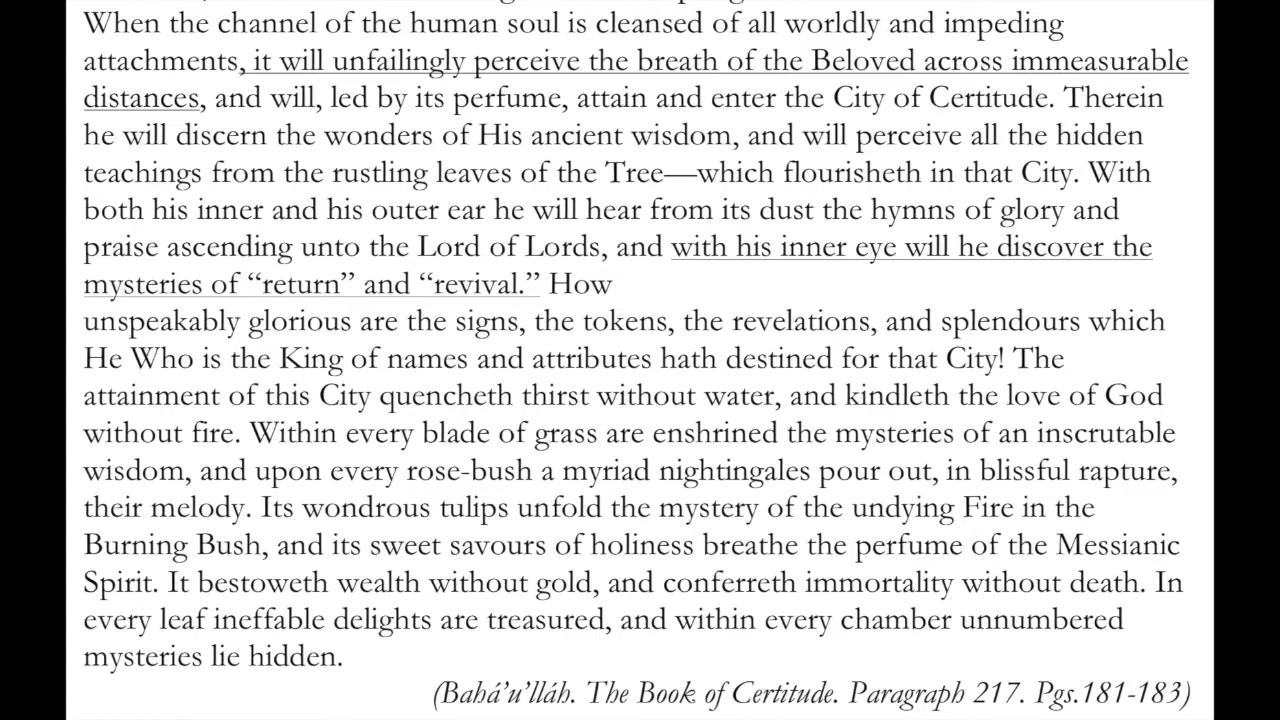 When the channel of the human soul is cleansed of all worldly and impeding
attachments, it will unfailingly perceive the breath of the Beloved across immeasurable
distances, and will, led by its perfume, attain and enter the City of Certitude. Therein
he will discern the wonders of His ancient wisdom, and will perceive all the hidden
teachings from the rustling leaves of the Tree—which flourisheth in that City. With
both his inner and his outer ear he will hear from its dust the hymns of glory and
praise ascending unto the Lord of Lords, and with his inner eye will he discover the
mysteries of “return” and “revival.” How
unspeakably glorious are the signs, the tokens, the revelations, and splendours which
He Who is the King of names and attributes hath destined for that City! The
attainment of this City quencheth thirst without water, and kindleth the love of God
without fire. Within every blade of grass are enshrined the mysteries of an inscrutable
wisdom, and upon every rose-bush a myriad nightingales pour out, in blissful rapture,
their melody. Its wondrous tulips unfold the mystery of the undying Fire in the
Burning Bush, and its sweet savours of holiness breathe the perfume of the Messianic
Spirit. It bestoweth wealth without gold, and conferreth immortality without death. In
every leaf ineffable delights are treasured, and within every chamber unnumbered
mysteries lie hidden.
(Bahá’u’lláh. The Book of Certitude. Paragraph 217. Pgs.181-183)